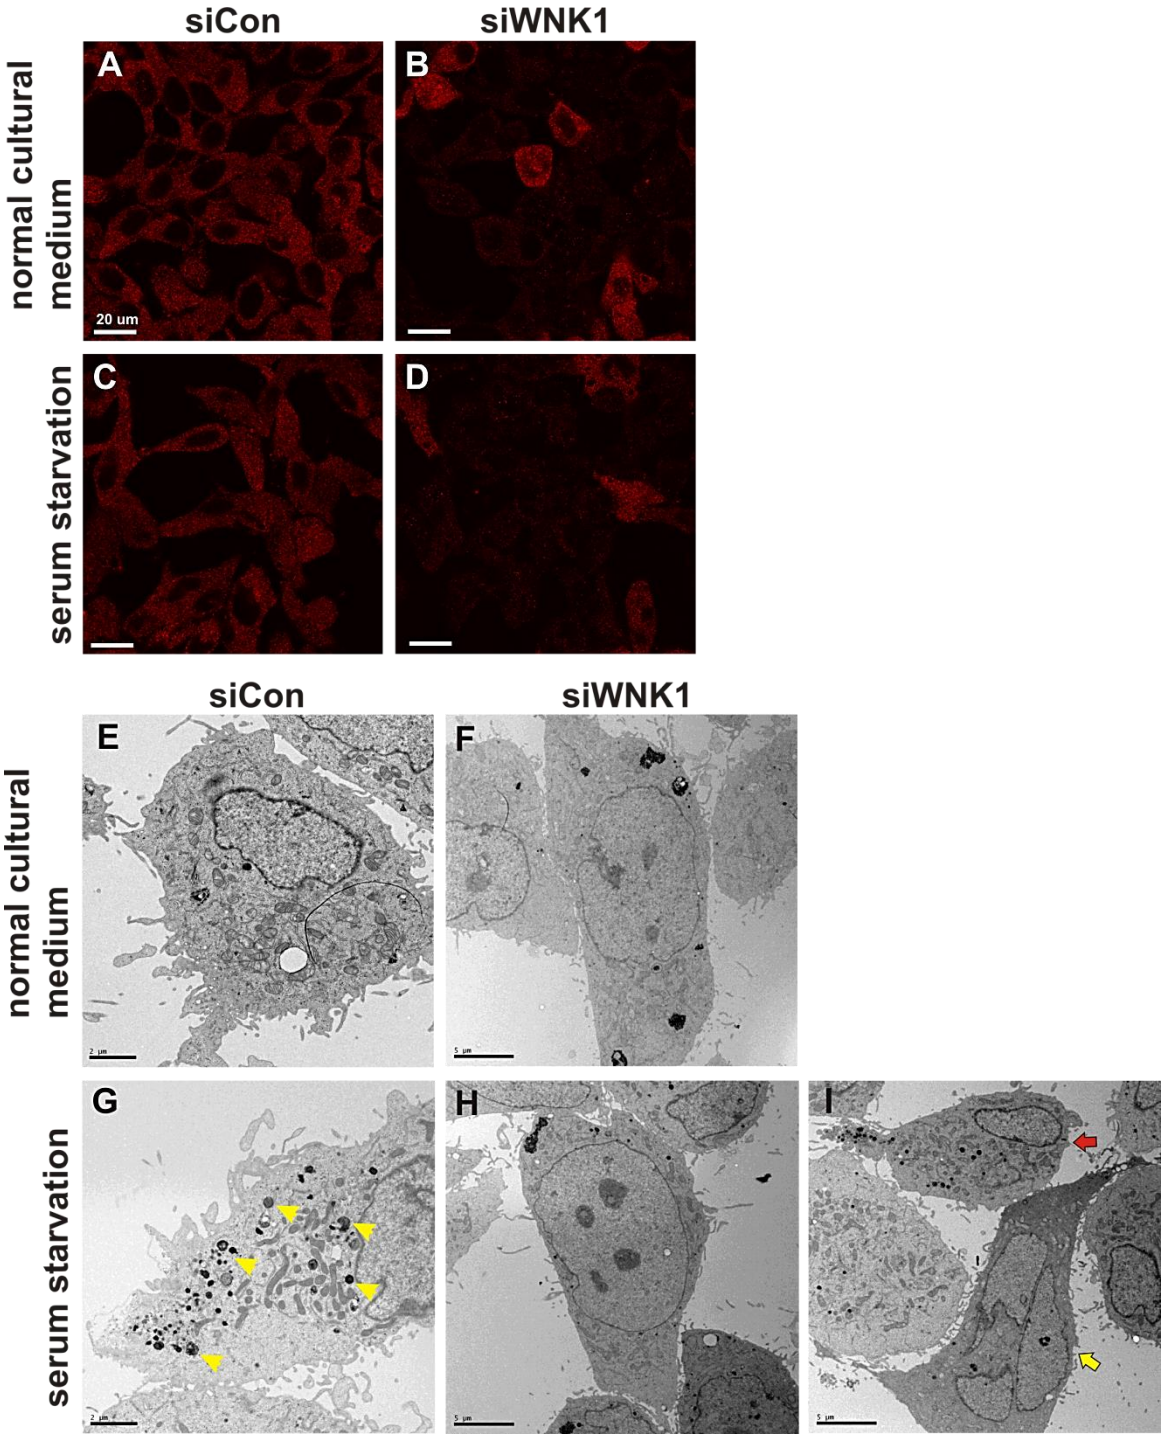 siCon siWNK1
normal cultural
medium
A
B
20 um
serum starvation
C
D
siCon siWNK1
normal cultural
medium
E
F
2 µm
5 µm
serum starvation
G
H
I
2 µm
5 µm
5 µm